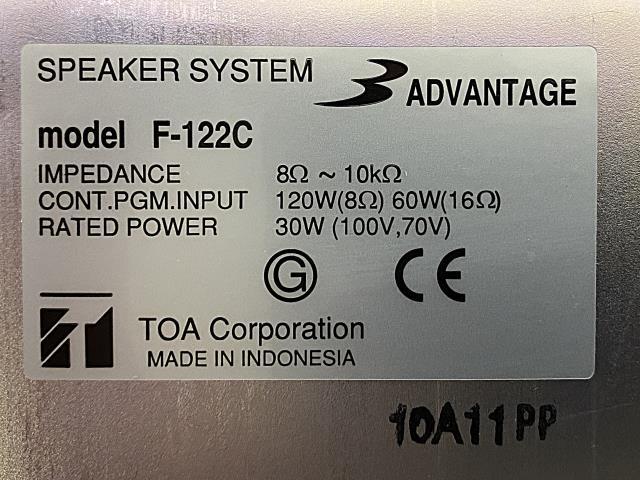 SPEAKER SYSTEM
ADVANTAGE
model F-122C
IMPEDANCE 8Ω ~ 10kΩ
CONT.PGM.INPUT 120W(8Ω) 60W(16Ω)
RATED POWER 30W (100V,70V)
G CE
TOA Corporation
MADE IN INDONESIA
10A11PP